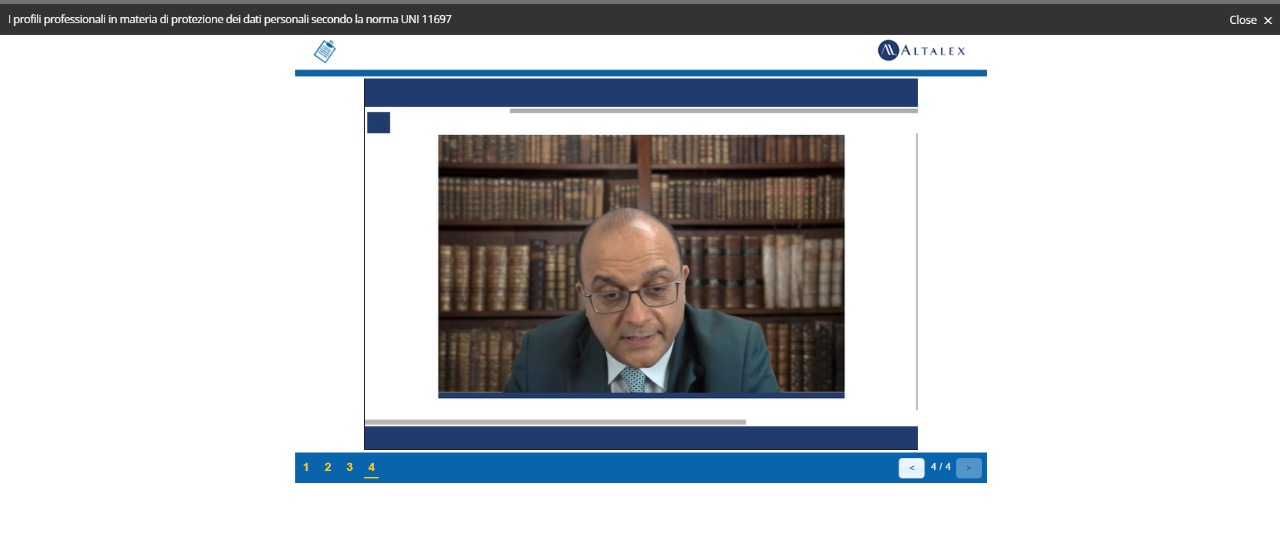 I profili professionali in materia di protezione dei dati personali secondo la norma UNI 11697
Close ×
ALTALEX
1 2 3 4
< 4 / 4 >